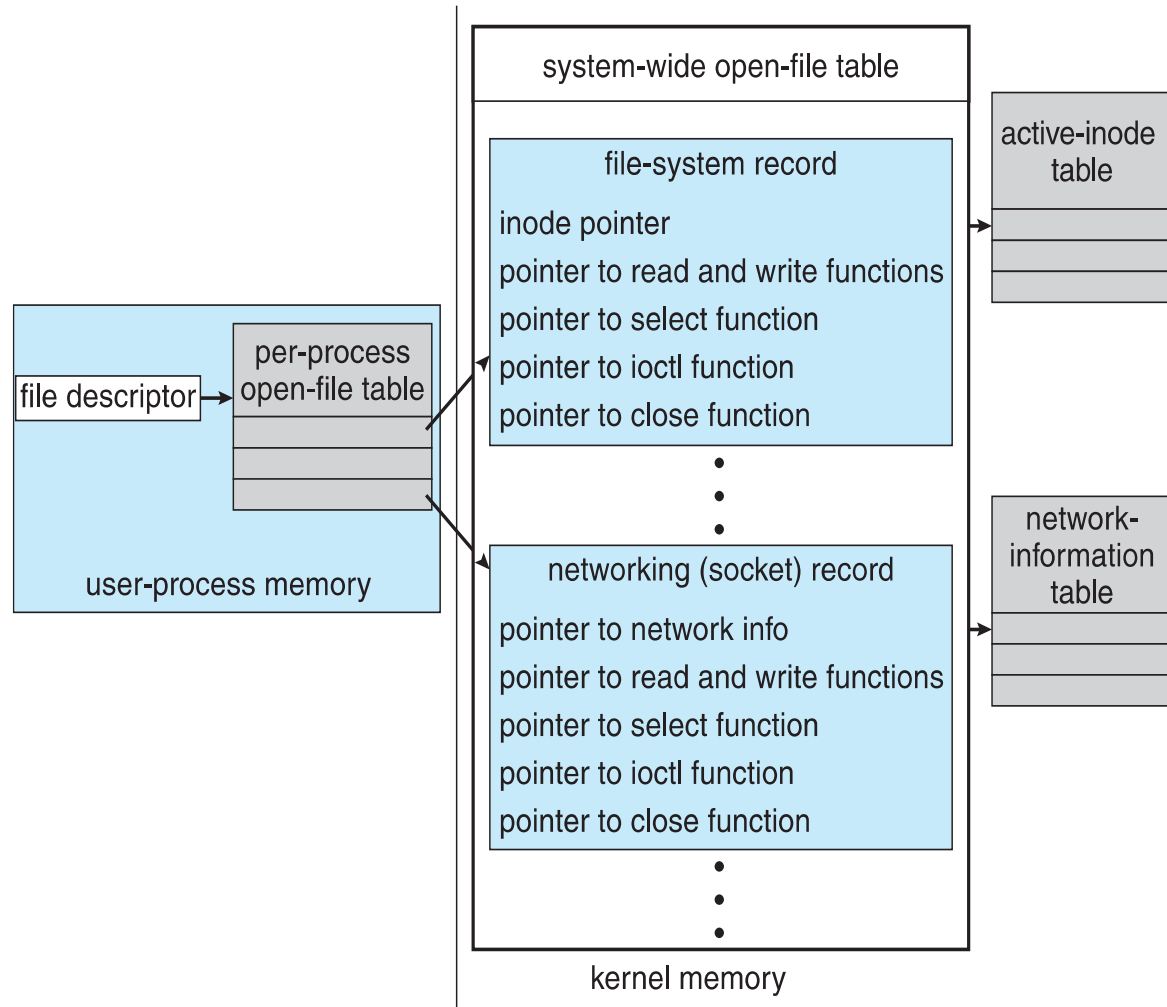 file descriptor
per-process
open-file table
user-process memory
system-wide open-file table
file-system record
inode pointer
pointer to read and write functions
pointer to select function
pointer to ioctl function
pointer to close function
networking (socket) record
pointer to network info
pointer to read and write functions
pointer to select function
pointer to ioctl function
pointer to close function
kernel memory
active-inode
table
network-
information
table